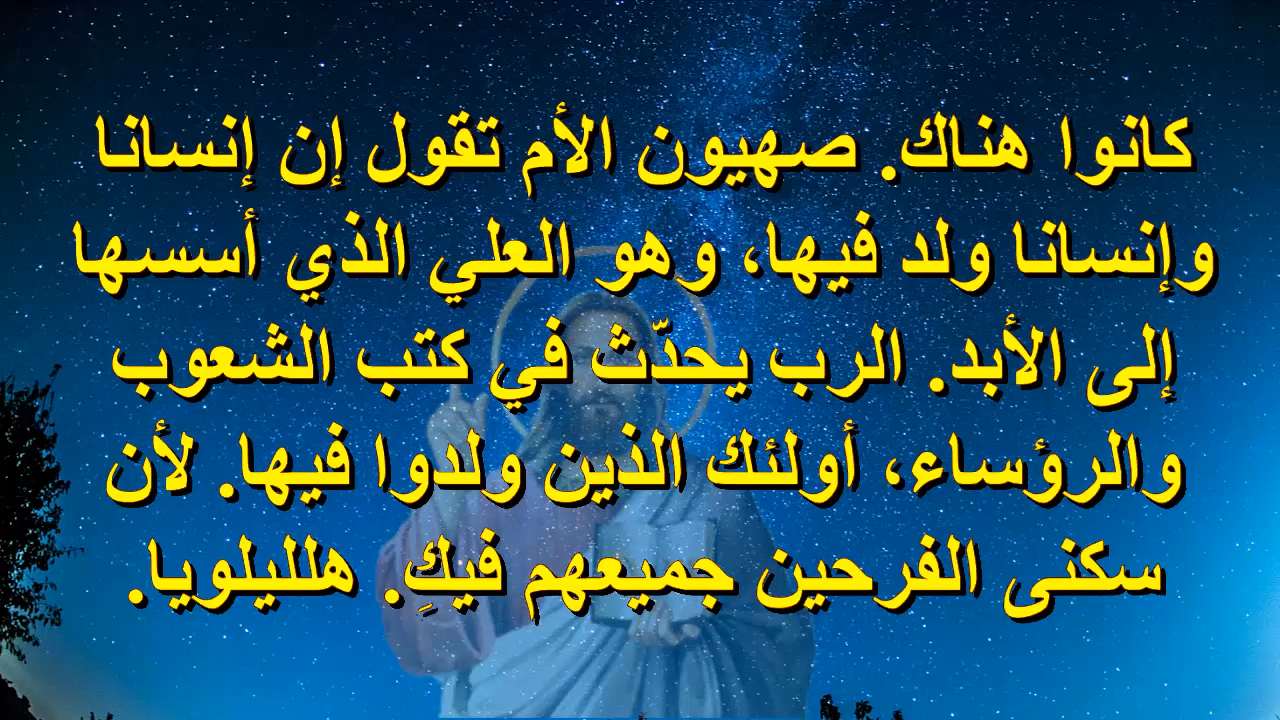 كانوا هناك. صهيون الأم تقول إن إنسانا
وإنسانا ولد فيها، وهو العلي الذي أسسها
إلى الأبد. الرب يحدّث في كتب الشعوب
والرؤساء، أولئك الذين ولدوا فيها. لأن
سكنى الفرحين جميعهم فيكِ. هلليلويا.